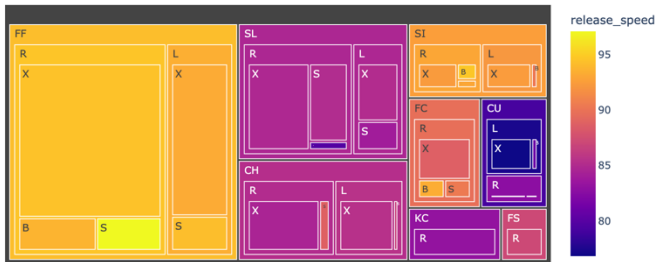 release_speed
FF
R
X
B
S
L
X
S
SL
R
X
S
L
X
S
CH
R
X
L
X
SI
R
X
B
L
X
FC
R
X
B
S
CU
L
X
R
KC
R
FS
R
95
90
85
80